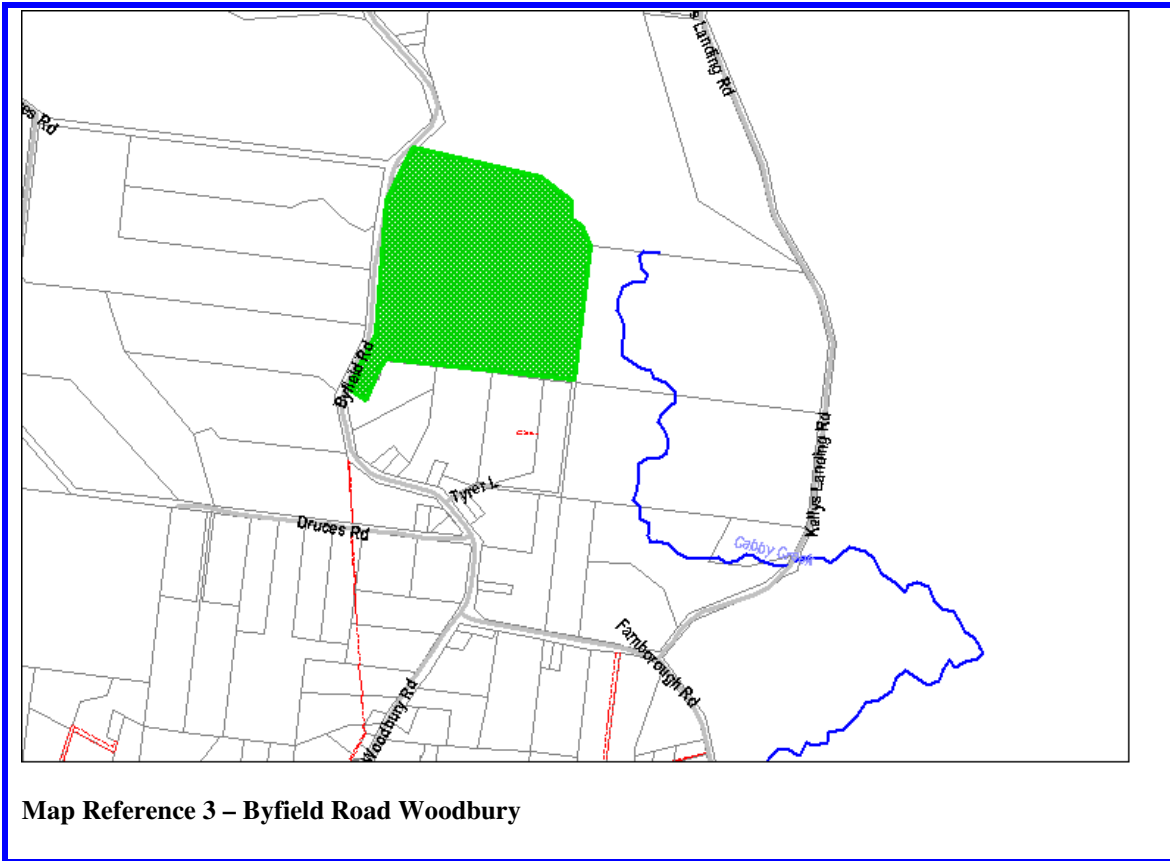 s Landing Rd
es Rd
Byfield Rd
Kellys Landing Rd
Tyrer L
Druces Rd
Cabby Creek
Farnborough Rd
Woodbury Rd
Map Reference 3 – Byfield Road Woodbury